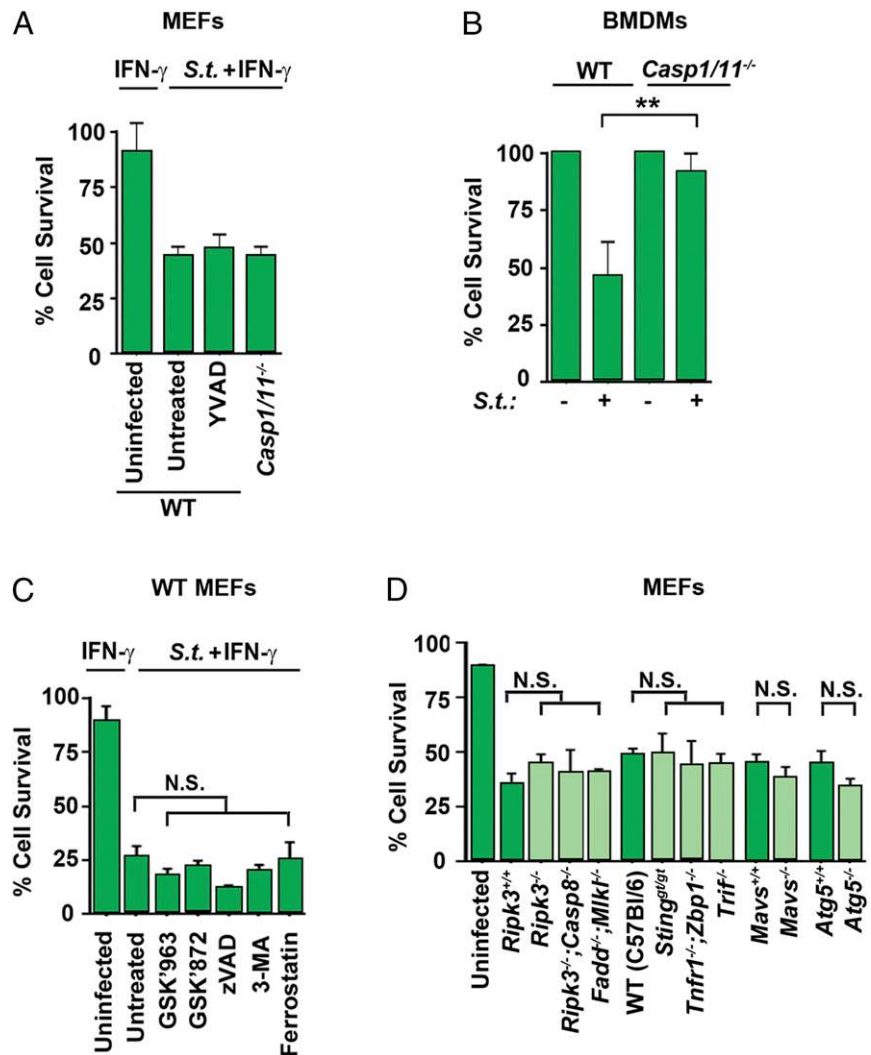 A
MEFs
IFN-γ S.t. +IFN-γ
% Cell Survival
100
75
50
25
0
Uninfected
Untreated
YVAD
Casp1/11-/-
WT
B
BMDMs
WT Casp1/11-/-
**
% Cell Survival
100
75
50
25
0
S.t.: - + - +
C
WT MEFs
IFN-γ S.t. +IFN-γ
% Cell Survival
100
75
50
25
0
N.S.
Uninfected
Untreated
GSK'963
GSK'872
zVAD
3-MA
Ferrostatin
D
MEFs
% Cell Survival
100
75
50
25
0
N.S. N.S. N.S. N.S.
Uninfected
Ripk3+/+
Ripk3-/-
Ripk3-/-;Casp8-/-
Fadd-/-;Mlkl-/-
WT (C57Bl/6)
Stinggt/gt
Tnfr1-/-;Zbp1-/-
Trif-/-
Mavs+/+
Mavs-/-
Atg5+/+
Atg5-/-